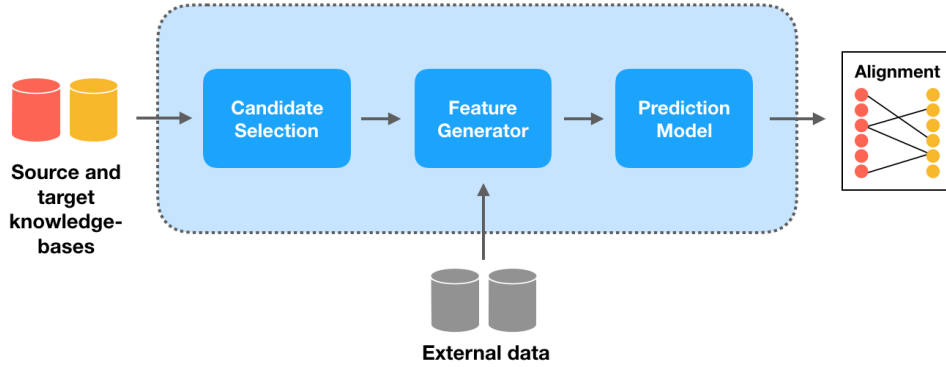 Source and
target
knowledge-
bases
Candidate
Selection
Feature
Generator
Prediction
Model
Alignment
External data